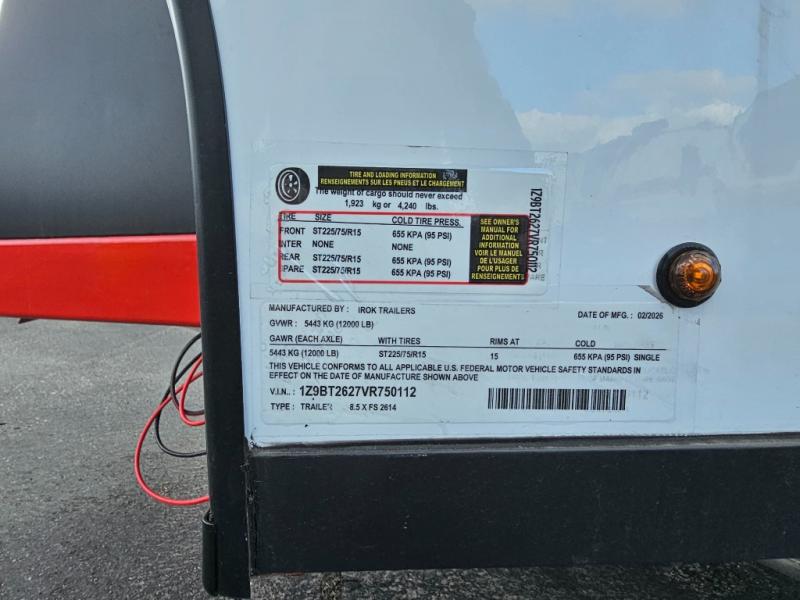 TIRE AND LOADING INFORMATION
RENSEIGNEMENTS SUR LES PNEUS ET LE CHARGEMENT
The weight of cargo should never exceed
1,923 kg or 4,240 lbs.
TIRE SIZE COLD TIRE PRESS.
FRONT ST225/75/R15 655 KPA (95 PSI)
INTER NONE NONE
REAR ST225/75/R15 655 KPA (95 PSI)
SPARE ST225/75/R15 655 KPA (95 PSI)
SEE OWNER'S
MANUAL FOR
ADDITIONAL
INFORMATION
VOIR LE MANUEL
DE L'USAGER
POUR PLUS DE
RENSEIGNEMENTS
1Z9BT2627VR750112
MANUFACTURED BY : IROK TRAILERS DATE OF MFG. : 02/2026
GVWR : 5443 KG (12000 LB)
GAWR (EACH AXLE) WITH TIRES RIMS AT COLD
5443 KG (12000 LB) ST225/75/R15 15 655 KPA (95 PSI) SINGLE
THIS VEHICLE CONFORMS TO ALL APPLICABLE U.S. FEDERAL MOTOR VEHICLE SAFETY STANDARDS IN
EFFECT ON THE DATE OF MANUFACTURE SHOWN ABOVE
V.I.N.: 1Z9BT2627VR750112
TYPE : TRAILER 8.5 X FS 2614